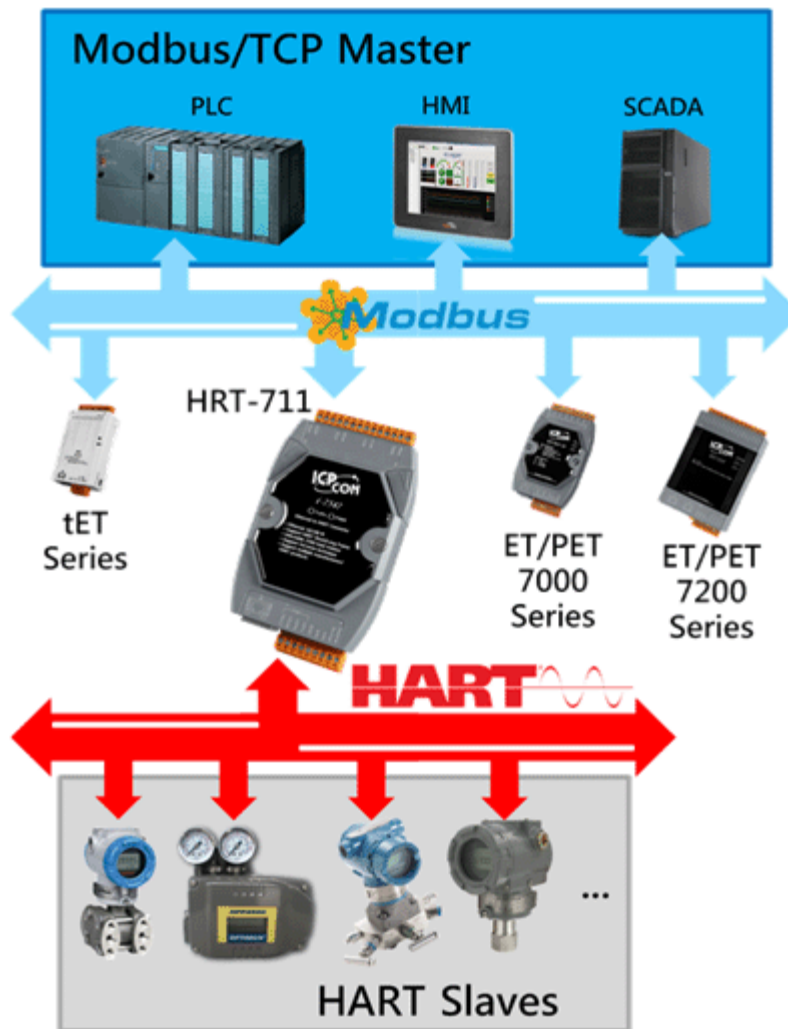 Modbus/TCP Master
PLC
HMI
SCADA
Modbus
HRT-711
ICP CON
tET
Series
ET/PET
7000
Series
ET/PET
7200
Series
HART
...
HART Slaves